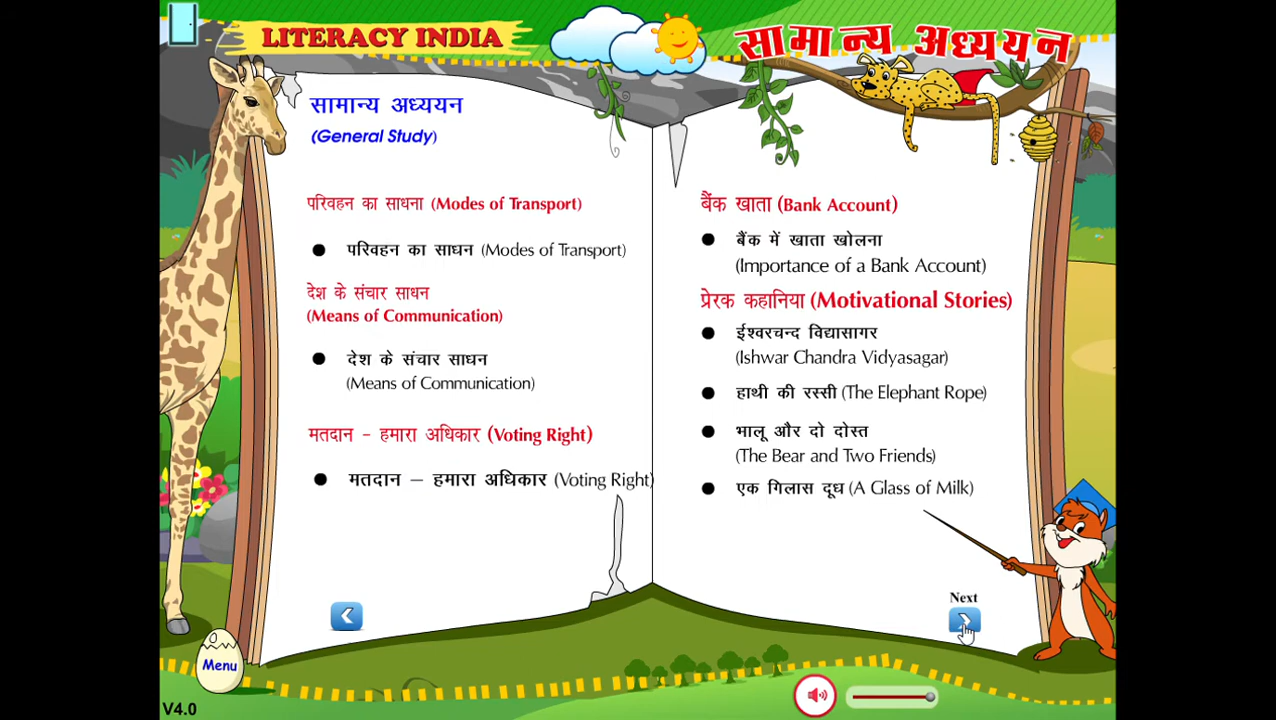 LITERACY INDIA
सामान्य अध्ययन
सामान्य अध्ययन
(General Study)
परिवहन का साधना (Modes of Transport)
● परिवहन का साधन (Modes of Transport)
देश के संचार साधन
(Means of Communication)
● देश के संचार साधन
(Means of Communication)
मतदान - हमारा अधिकार (Voting Right)
● मतदान – हमारा अधिकार (Voting Right)
बैंक खाता (Bank Account)
● बैंक में खाता खोलना
(Importance of a Bank Account)
प्रेरक कहानिया (Motivational Stories)
● ईश्वरचन्द विद्यासागर
(Ishwar Chandra Vidyasagar)
● हाथी की रस्सी (The Elephant Rope)
● भालू और दो दोस्त
(The Bear and Two Friends)
● एक गिलास दूध (A Glass of Milk)
Next
Menu
V4.0